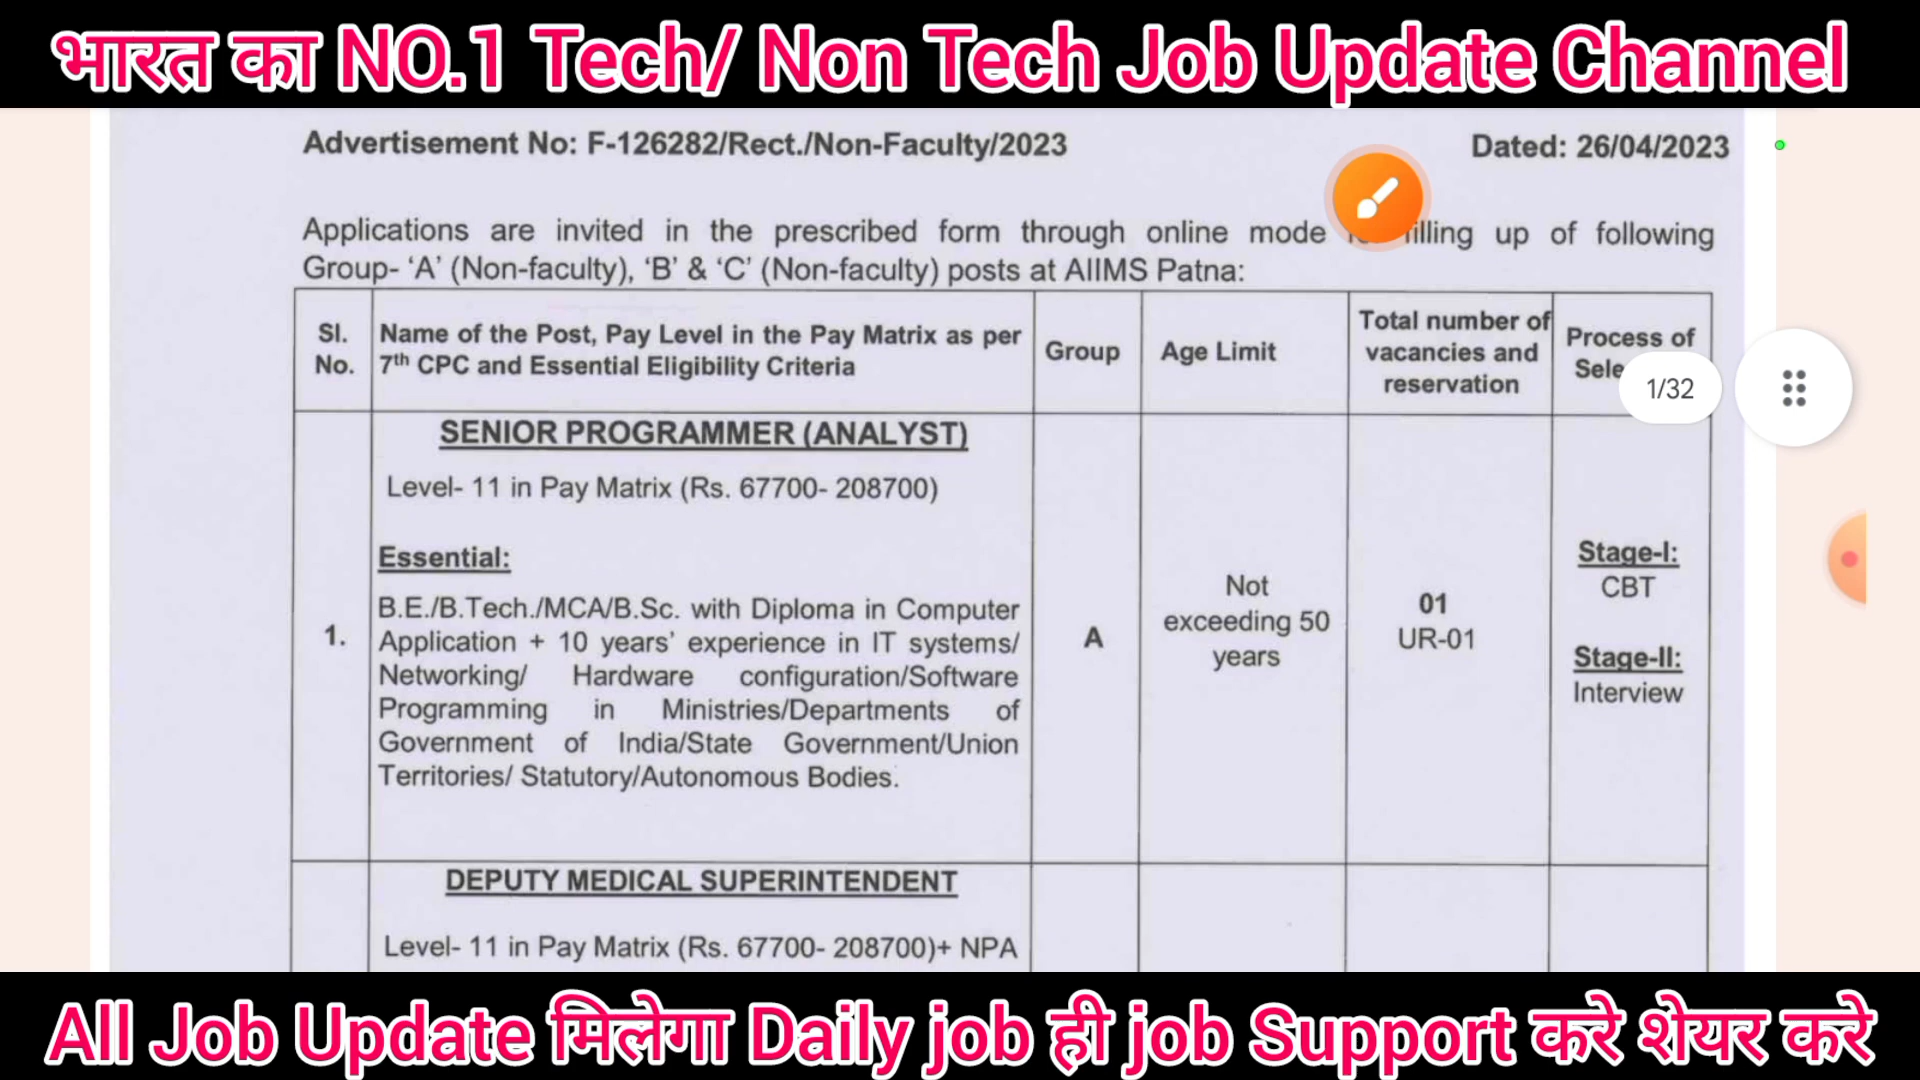 भारत का NO.1 Tech/ Non Tech Job Update Channel
Advertisement No: F-126282/Rect./Non-Faculty/2023 Dated: 26/04/2023
Applications are invited in the prescribed form through online mode filling up of following
Group- ‘A’ (Non-faculty), ‘B’ & ‘C’ (Non-faculty) posts at AIIMS Patna:
Sl.
No.
Name of the Post, Pay Level in the Pay Matrix as per
7th CPC and Essential Eligibility Criteria
Group
Age Limit
Total number of
vacancies and
reservation
Process of
1/32
1.
SENIOR PROGRAMMER (ANALYST)
Level- 11 in Pay Matrix (Rs. 67700- 208700)
Essential:
B.E./B.Tech./MCA/B.Sc. with Diploma in Computer
Application + 10 years’ experience in IT systems/
Networking/ Hardware configuration/Software
Programming in Ministries/Departments of
Government of India/State Government/Union
Territories/ Statutory/Autonomous Bodies.
A
Not
exceeding 50
years
01
UR-01
Stage-I:
CBT
Stage-II:
Interview
DEPUTY MEDICAL SUPERINTENDENT
Level- 11 in Pay Matrix (Rs. 67700- 208700)+ NPA
All Job Update मिलेगा Daily job ही job Support करे शेयर करे